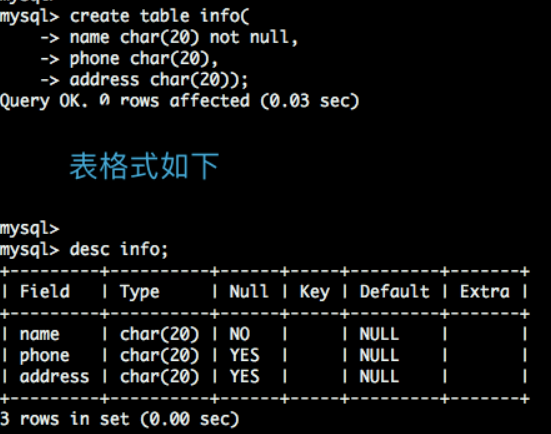 mysql> create table info(
    -> name char(20) not null,
    -> phone char(20),
    -> address char(20));
Query OK. 0 rows affected (0.03 sec)
表格式如下
mysql>
mysql> desc info;
+---------+----------+------+-----+---------+-------+
| Field   | Type     | Null | Key | Default | Extra |
+---------+----------+------+-----+---------+-------+
| name    | char(20) | NO   |     | NULL    |       |
| phone   | char(20) | YES  |     | NULL    |       |
| address | char(20) | YES  |     | NULL    |       |
+---------+----------+------+-----+---------+-------+
3 rows in set (0.00 sec)